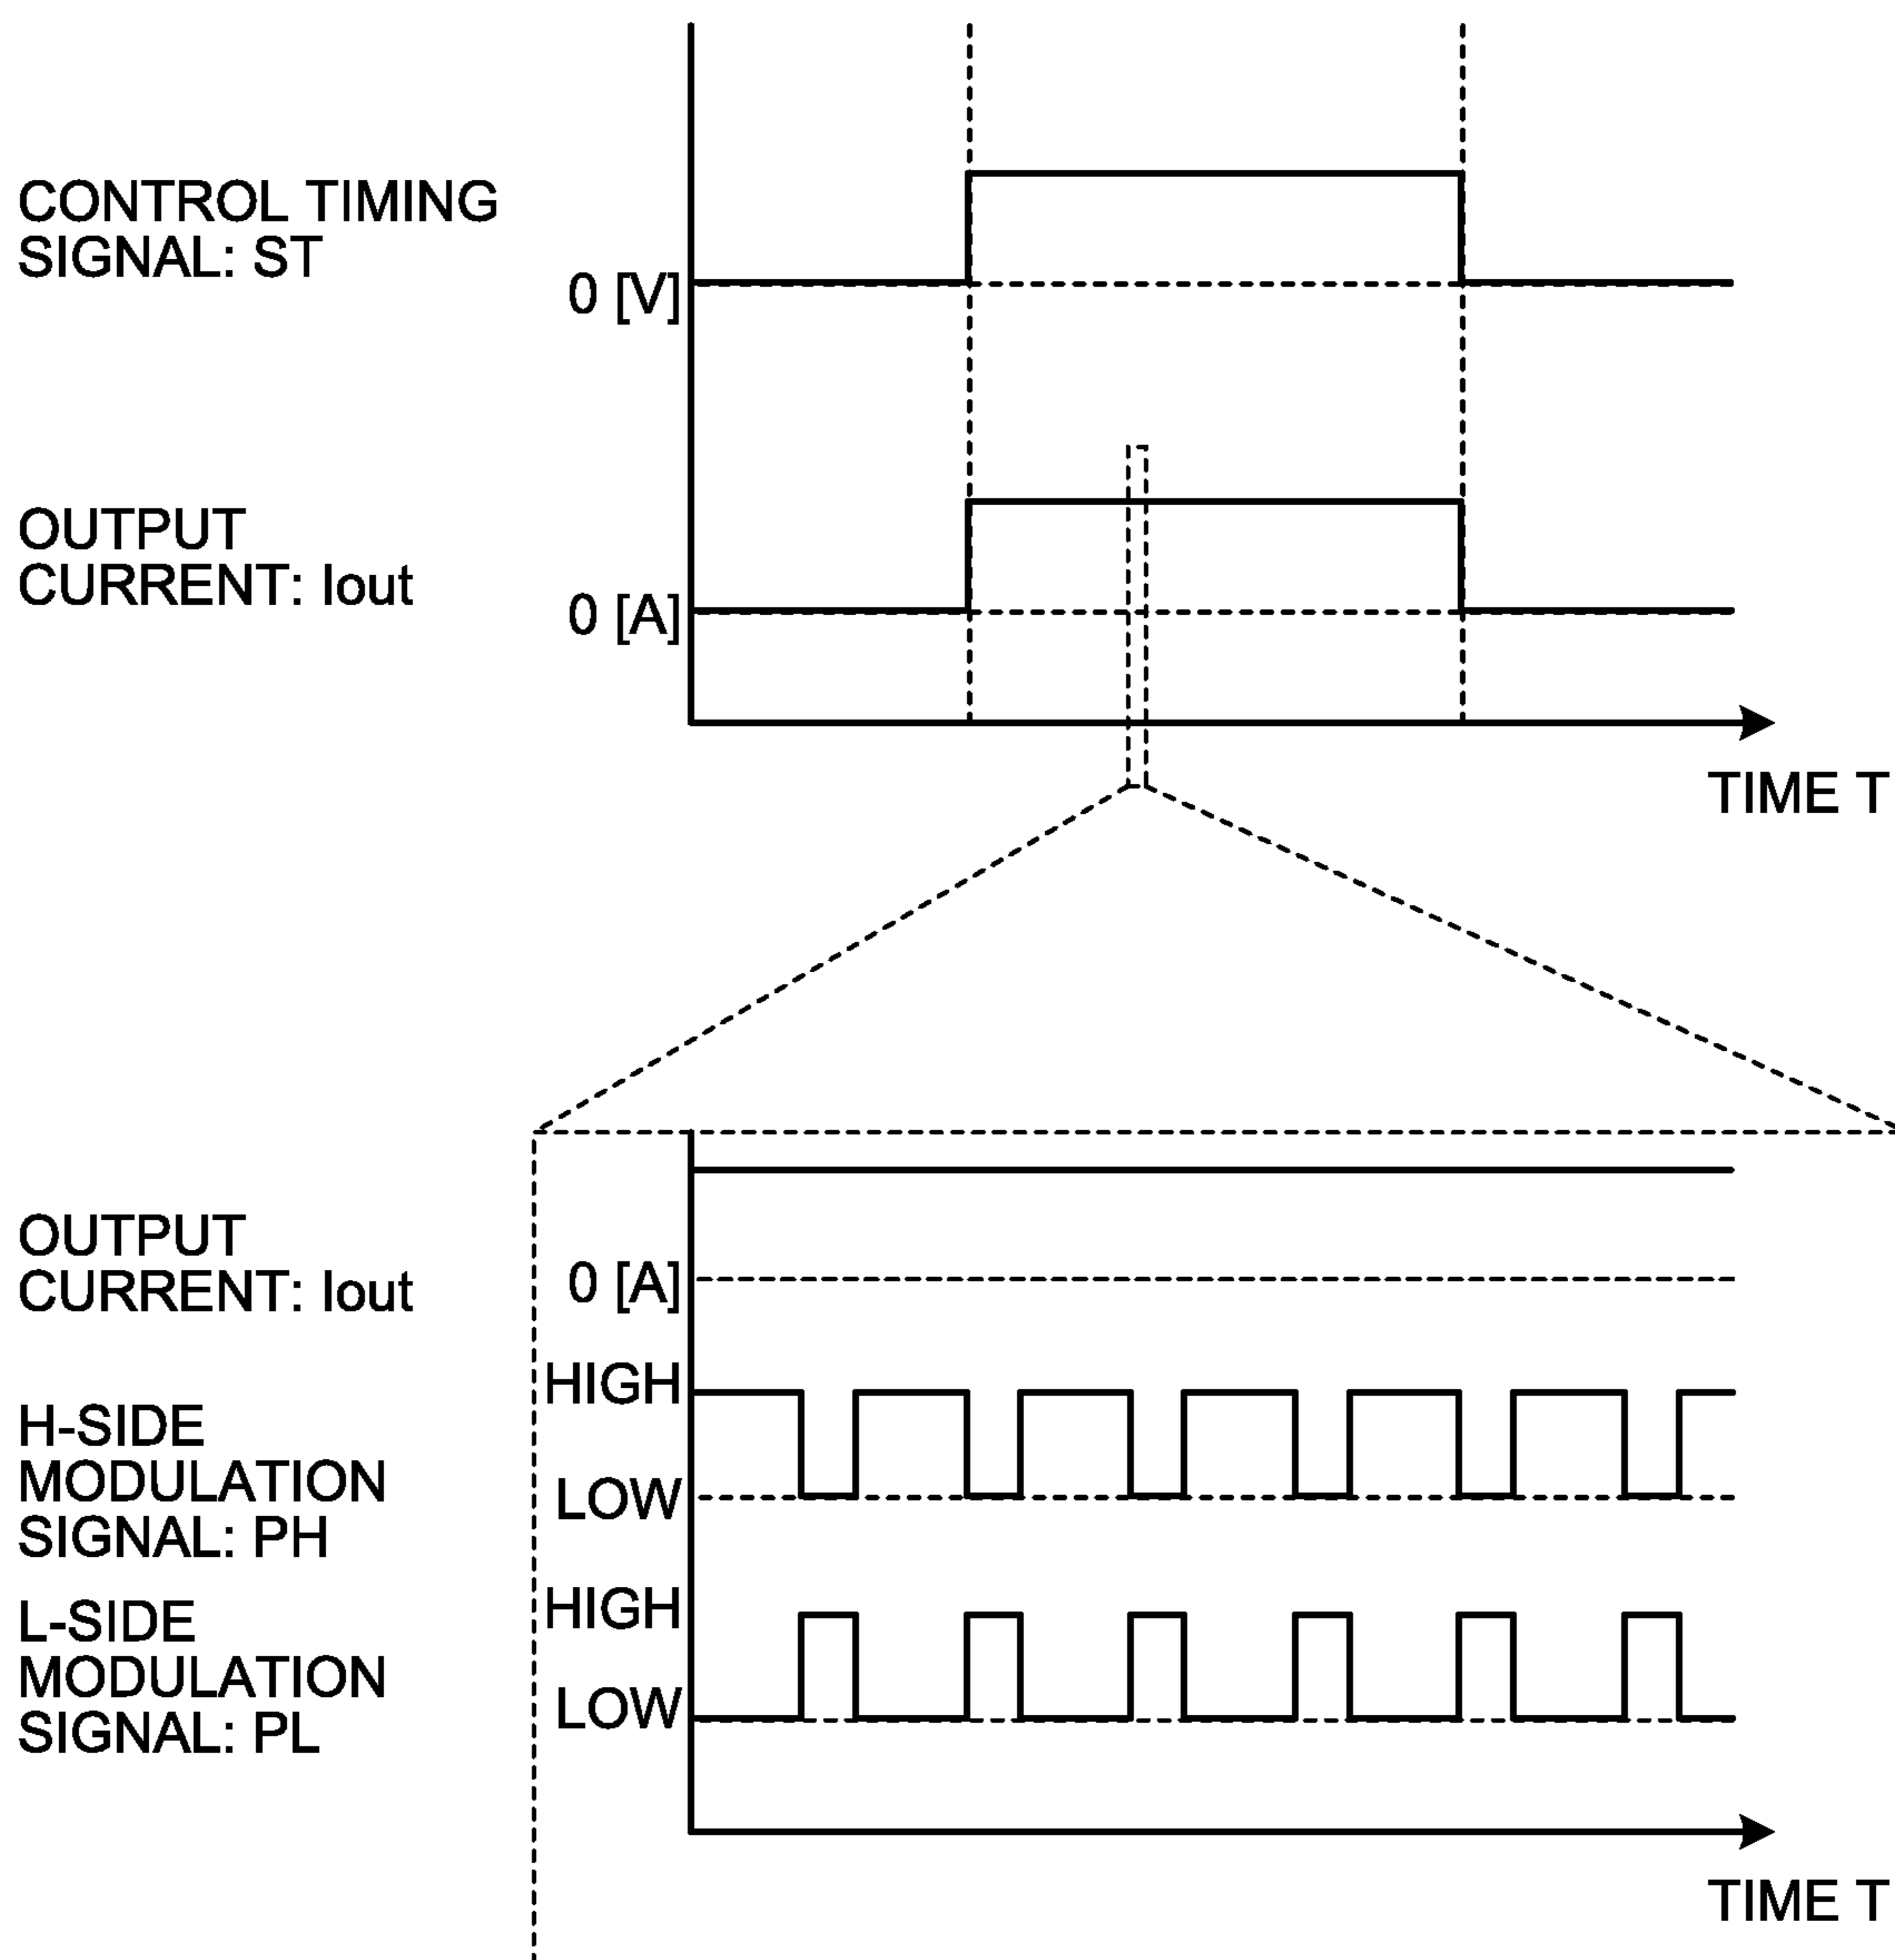 CONTROL TIMING
SIGNAL: ST
0 [V]
OUTPUT
CURRENT: Iout
0 [A]
TIME T
OUTPUT
CURRENT: Iout
0 [A]
HIGH
H-SIDE
MODULATION
SIGNAL: PH
LOW
HIGH
L-SIDE
MODULATION
SIGNAL: PL
LOW
TIME T